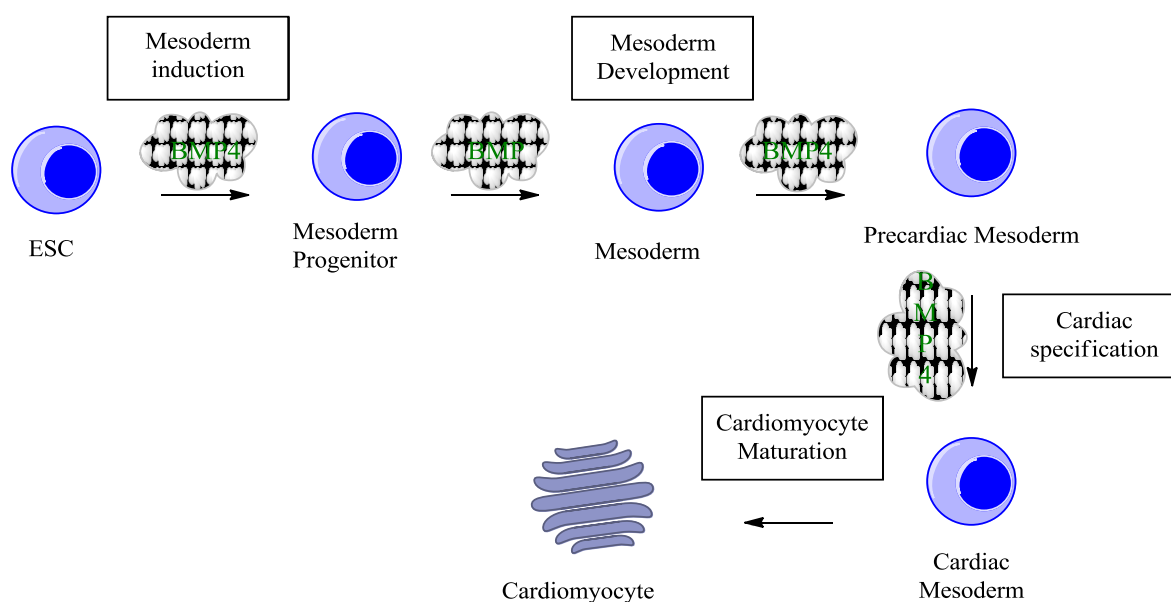 Mesoderm
induction
Mesoderm
Development
BMP4
BMP
BMP4
ESC
Mesoderm
Progenitor
Mesoderm
Precardiac Mesoderm
B
M
P
4
Cardiac
specification
Cardiomyocyte
Maturation
Cardiomyocyte
Cardiac
Mesoderm